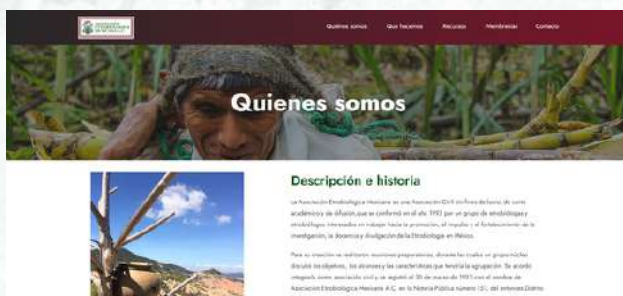 Quienes somos
Que hacemos
Recursos
Membresías
Contacto
Quienes somos
Descripción e historia
La Asociación Etnobiológica Mexicana es una Asociación Civil sin fines de lucro, de corte
académico y de difusión, que se conformó en el año 1993 por un grupo de etnobiólogas y
etnobiólogos interesados en trabajar hacia la promoción, el impulso y el fortalecimiento de la
investigación, la docencia y divulgación de la Etnobiología en México.
Para su creación se realizaron reuniones preparatorias, durante las cuales un grupo núcleo
discutió los objetivos, los alcances y las características que tendría la agrupación. Se acordó
integrarla como asociación civil y se registró el 30 de marzo de 1993 con el nombre de
Asociación Etnobiológica Mexicana A.C. en la Notaría Pública número 151, del entonces Distrito